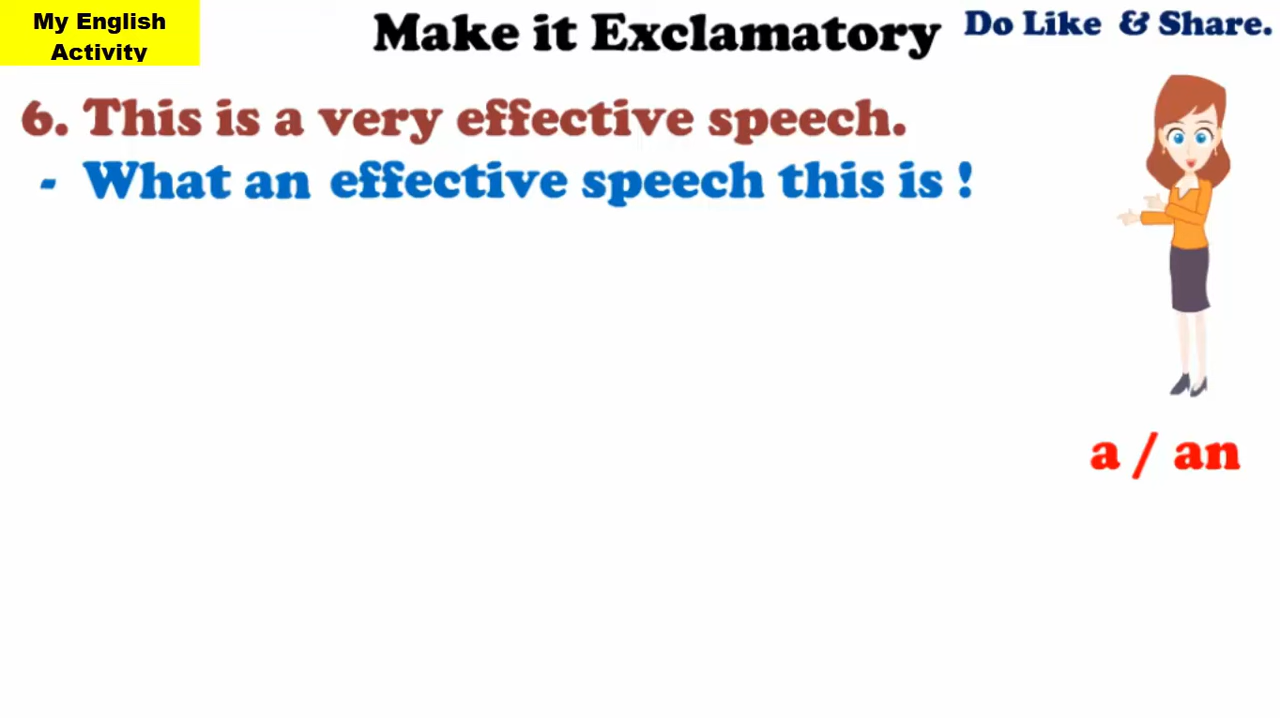 My English
Activity
Make it Exclamatory
Do Like & Share.
6. This is a very effective speech.
- What an effective speech this is !
a / an